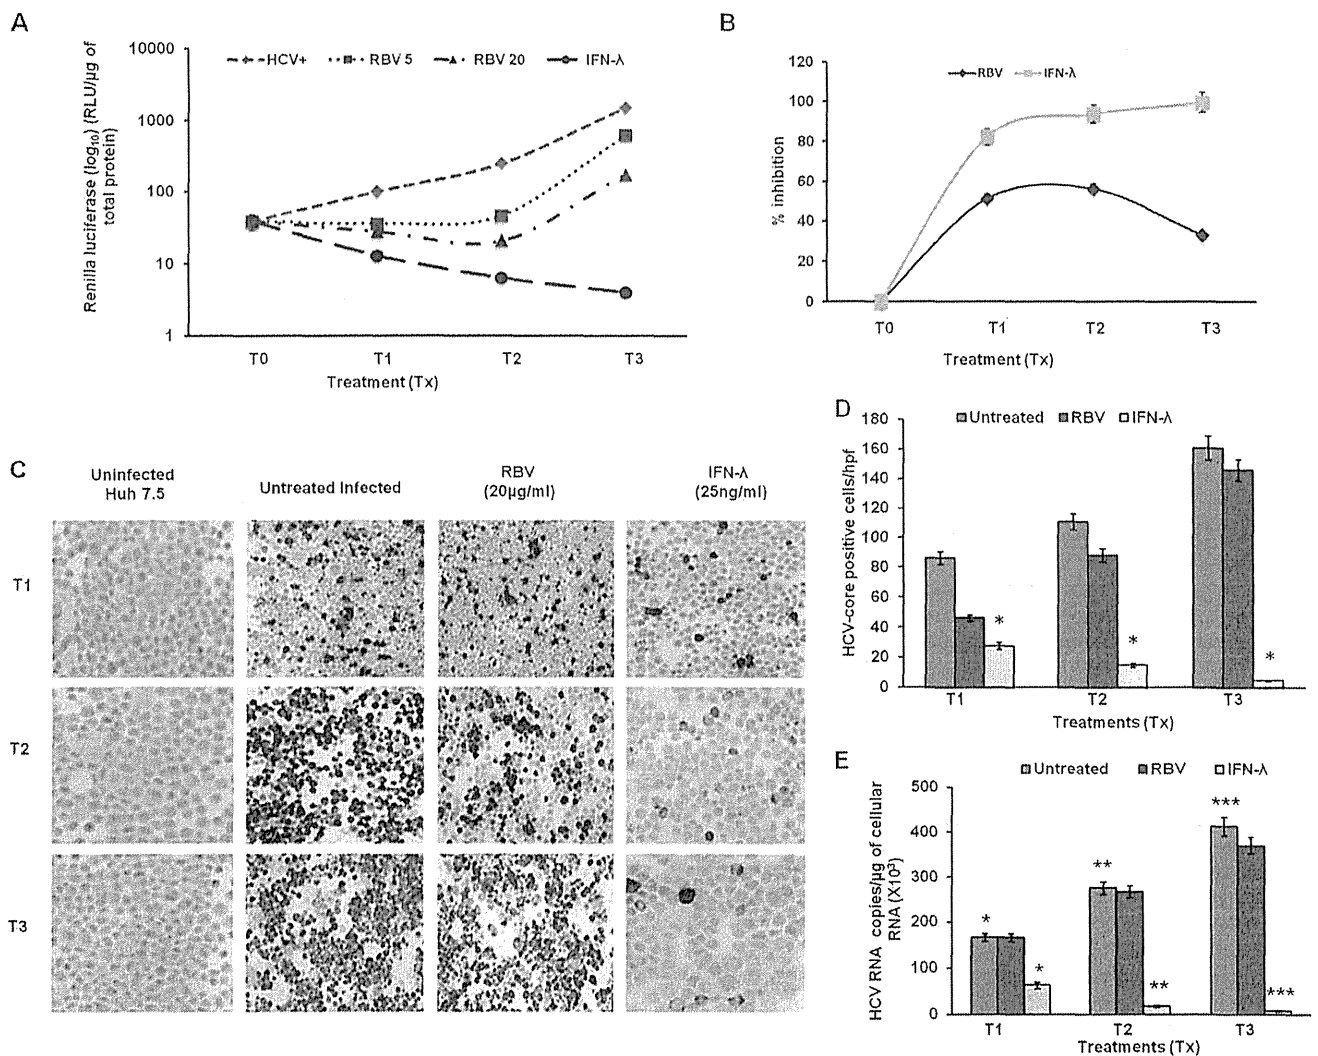 A
Renilla luciferase (log10) (RLU/µg of
total protein)
10000
1000
100
10
1
HCV+
RBV 5
RBV 20
IFN-λ
T0
T1
T2
T3
Treatment (Tx)
B
% inhibition
120
100
80
60
40
20
0
RBV
IFN-λ
T0
T1
T2
T3
Treatment (Tx)
C
Uninfected
Huh 7.5
Untreated Infected
RBV
(20µg/ml)
IFN-λ
(25ng/ml)
T1
T2
T3
D
HCV-core positive cells/hpf
180
160
140
120
100
80
60
40
20
0
Untreated
RBV
IFN-λ
*
*
*
T1
T2
T3
Treatments (Tx)
E
HCV RNA copies/µg of cellular
RNA (X10³)
500
400
300
200
100
0
Untreated
RBV
IFN-λ
*
*
**
**
***
***
T1
T2
T3
Treatments (Tx)